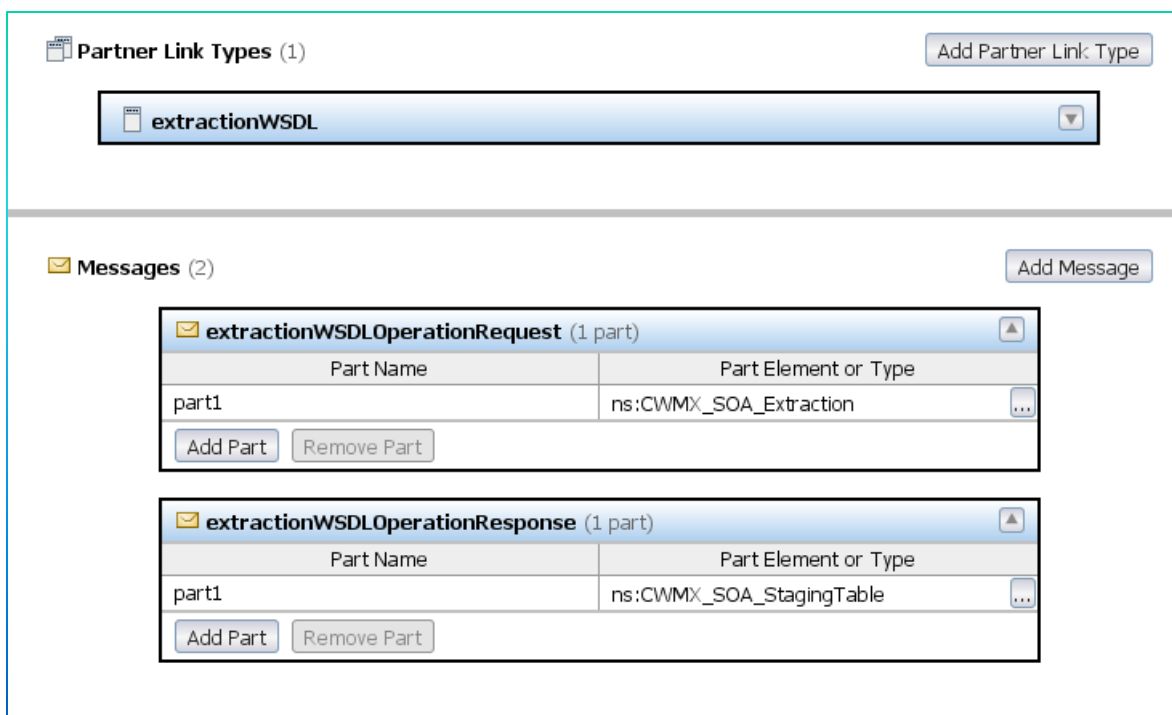 Partner Link Types (1) Add Partner Link Type
extractionWSDL
Messages (2) Add Message
extractionWSDLOperationRequest (1 part)
Part Name Part Element or Type
part1 ns:CWMX_SOA_Extraction ...
Add Part Remove Part
extractionWSDLOperationResponse (1 part)
Part Name Part Element or Type
part1 ns:CWMX_SOA_StagingTable ...
Add Part Remove Part